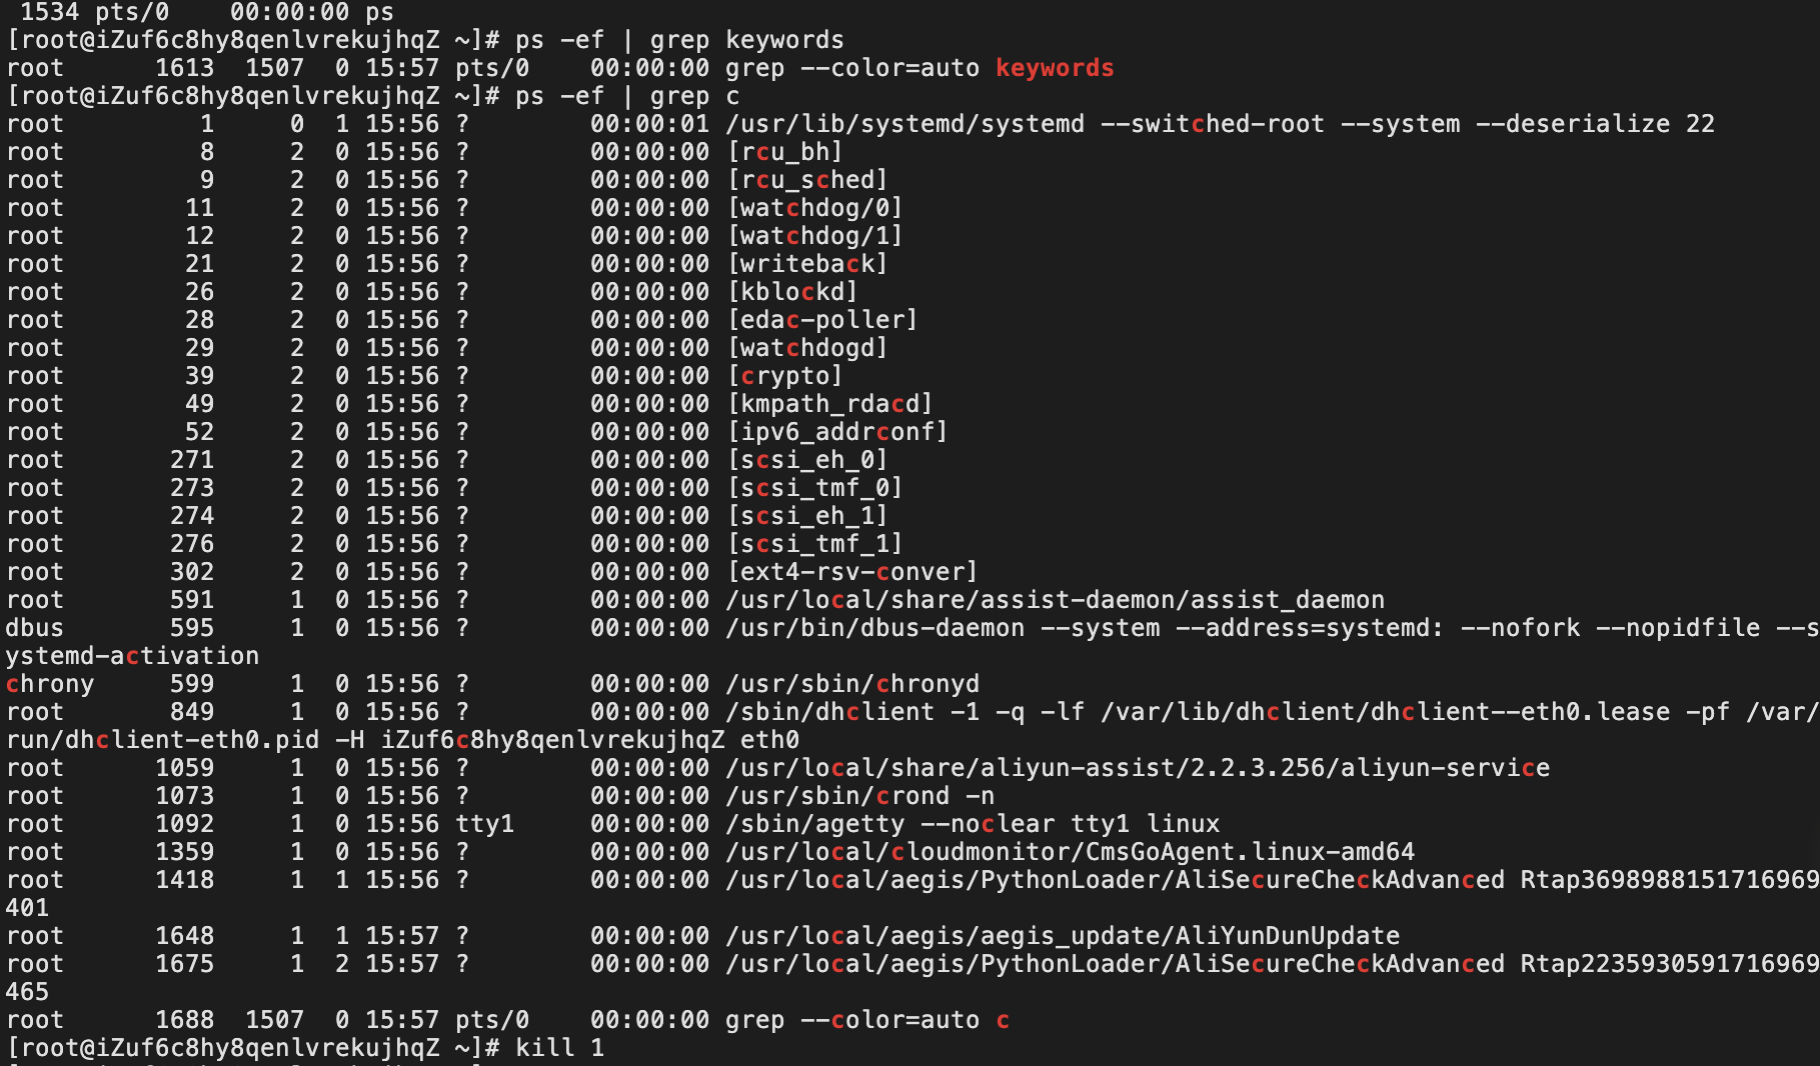 1534 pts/0    00:00:00 ps
[root@iZuf6c8hy8qenlvrekujhqZ ~]# ps -ef | grep keywords
root      1613  1507  0 15:57 pts/0    00:00:00 grep --color=auto keywords
[root@iZuf6c8hy8qenlvrekujhqZ ~]# ps -ef | grep c
root         1     0  1 15:56 ?        00:00:01 /usr/lib/systemd/systemd --switched-root --system --deserialize 22
root         8     2  0 15:56 ?        00:00:00 [rcu_bh]
root         9     2  0 15:56 ?        00:00:00 [rcu_sched]
root        11     2  0 15:56 ?        00:00:00 [watchdog/0]
root        12     2  0 15:56 ?        00:00:00 [watchdog/1]
root        21     2  0 15:56 ?        00:00:00 [writeback]
root        26     2  0 15:56 ?        00:00:00 [kblockd]
root        28     2  0 15:56 ?        00:00:00 [edac-poller]
root        29     2  0 15:56 ?        00:00:00 [watchdogd]
root        39     2  0 15:56 ?        00:00:00 [crypto]
root        49     2  0 15:56 ?        00:00:00 [kmpath_rdacd]
root        52     2  0 15:56 ?        00:00:00 [ipv6_addrconf]
root       271     2  0 15:56 ?        00:00:00 [scsi_eh_0]
root       273     2  0 15:56 ?        00:00:00 [scsi_tmf_0]
root       274     2  0 15:56 ?        00:00:00 [scsi_eh_1]
root       276     2  0 15:56 ?        00:00:00 [scsi_tmf_1]
root       302     2  0 15:56 ?        00:00:00 [ext4-rsv-conver]
root       591     1  0 15:56 ?        00:00:00 /usr/local/share/assist-daemon/assist_daemon
dbus       595     1  0 15:56 ?        00:00:00 /usr/bin/dbus-daemon --system --address=systemd: --nofork --nopidfile --s
ystemd-activation
chrony     599     1  0 15:56 ?        00:00:00 /usr/sbin/chronyd
root       849     1  0 15:56 ?        00:00:00 /sbin/dhclient -1 -q -lf /var/lib/dhclient/dhclient--eth0.lease -pf /var/
run/dhclient-eth0.pid -H iZuf6c8hy8qenlvrekujhqZ eth0
root      1059     1  0 15:56 ?        00:00:00 /usr/local/share/aliyun-assist/2.2.3.256/aliyun-service
root      1073     1  0 15:56 ?        00:00:00 /usr/sbin/crond -n
root      1092     1  0 15:56 tty1     00:00:00 /sbin/agetty --noclear tty1 linux
root      1359     1  0 15:56 ?        00:00:00 /usr/local/cloudmonitor/CmsGoAgent.linux-amd64
root      1418     1  1 15:56 ?        00:00:00 /usr/local/aegis/PythonLoader/AliSecureCheckAdvanced Rtap3698988151716969
401
root      1648     1  1 15:57 ?        00:00:00 /usr/local/aegis/aegis_update/AliYunDunUpdate
root      1675     1  2 15:57 ?        00:00:00 /usr/local/aegis/PythonLoader/AliSecureCheckAdvanced Rtap2235930591716969
465
root      1688  1507  0 15:57 pts/0    00:00:00 grep --color=auto c
[root@iZuf6c8hy8qenlvrekujhqZ ~]# kill 1